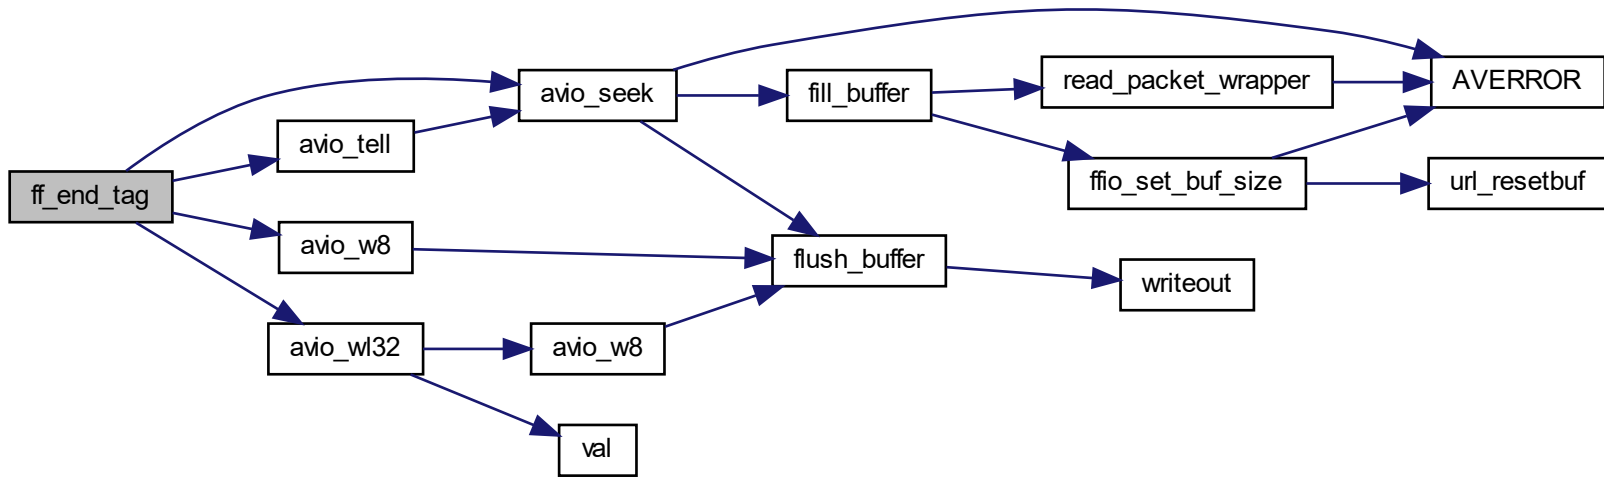 ff_end_tag
avio_seek
avio_tell
avio_w8
avio_wl32
avio_w8
val
fill_buffer
flush_buffer
read_packet_wrapper
ffio_set_buf_size
writeout
AVERROR
url_resetbuf